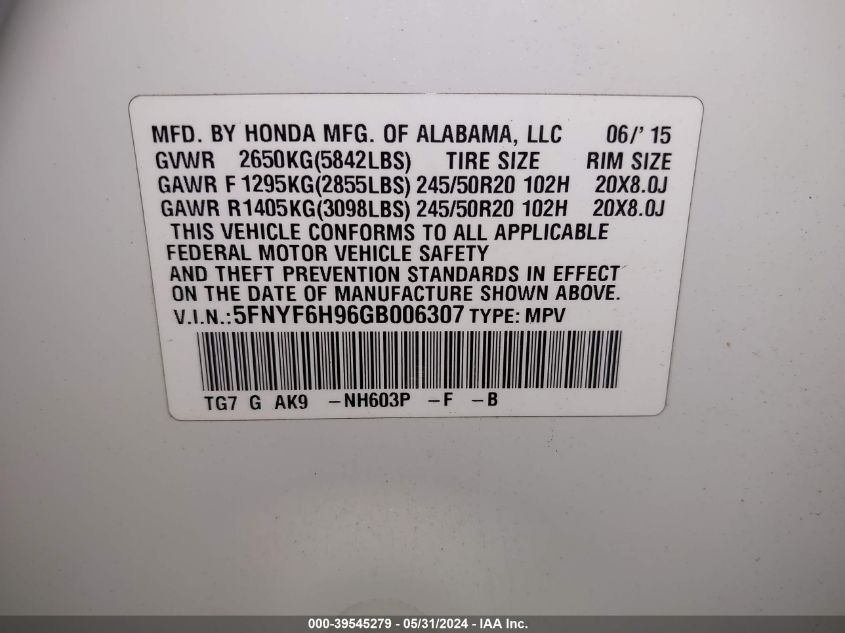 MFD. BY HONDA MFG. OF ALABAMA, LLC 06/' 15
GVWR 2650KG(5842LBS) TIRE SIZE RIM SIZE
GAWR F 1295KG(2855LBS) 245/50R20 102H 20X8.0J
GAWR R 1405KG(3098LBS) 245/50R20 102H 20X8.0J
THIS VEHICLE CONFORMS TO ALL APPLICABLE
FEDERAL MOTOR VEHICLE SAFETY
AND THEFT PREVENTION STANDARDS IN EFFECT
ON THE DATE OF MANUFACTURE SHOWN ABOVE.
V.I.N.:5FNYF6H96GB006307 TYPE: MPV
TG7 G AK9 -NH603P -F -B
000-39545279 - 05/31/2024 - IAA Inc.